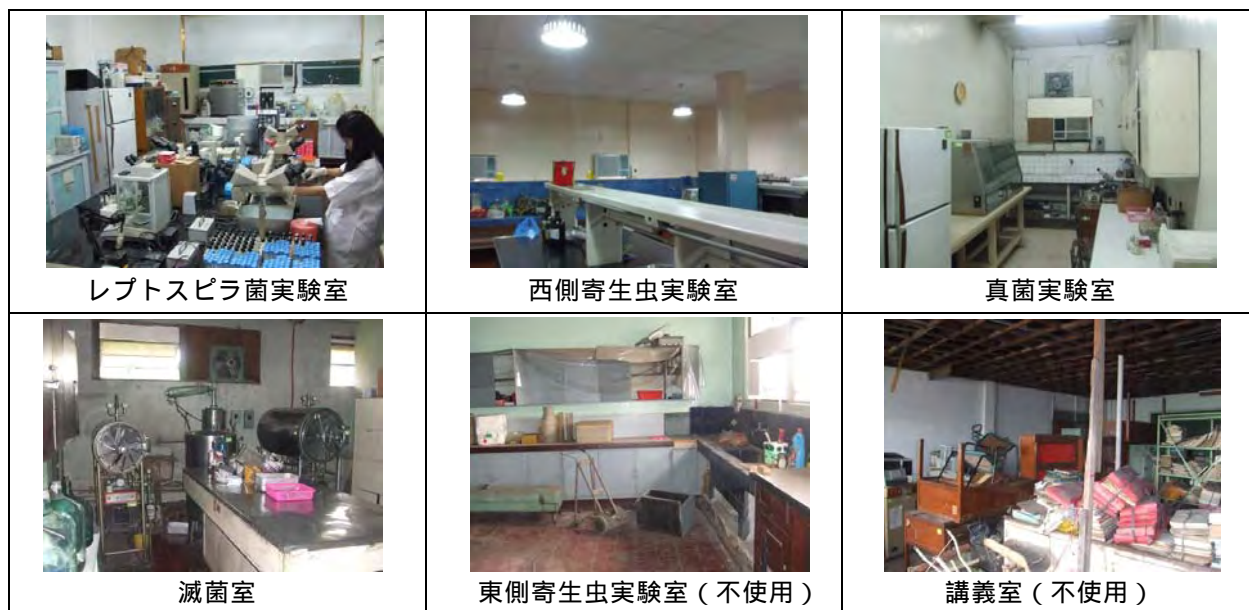 レプトスピラ菌実験室
西側寄生虫実験室
真菌実験室
滅菌室
東側寄生虫実験室（不使用）
講義室（不使用）